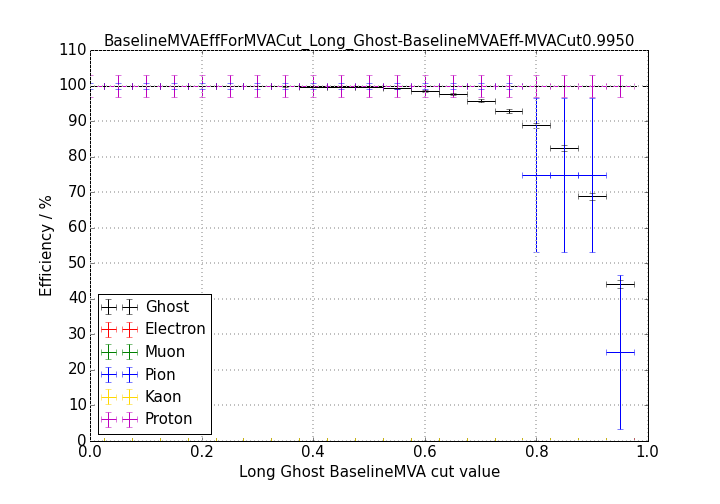 BaselineMVAEffForMVACut_Long_Ghost-BaselineMVAEff-MVACut0.9950
110
100
90
80
70
60
50
40
30
20
10
0
Efficiency / %
Ghost
Electron
Muon
Pion
Kaon
Proton
0.0 0.2 0.4 0.6 0.8 1.0
Long Ghost BaselineMVA cut value